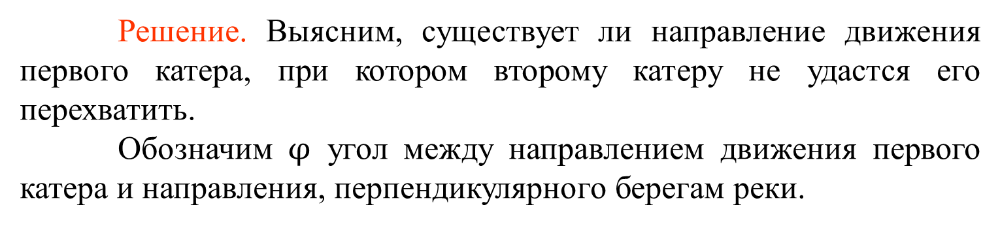 Решение. Выясним, существует ли направление движения
первого катера, при котором второму катеру не удастся его
перехватить.
Обозначим φ угол между направлением движения первого
катера и направления, перпендикулярного берегам реки.